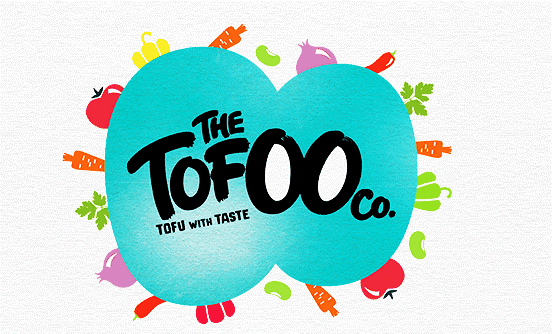 THE
TOFOO
Co.
TOFU WITH TASTE